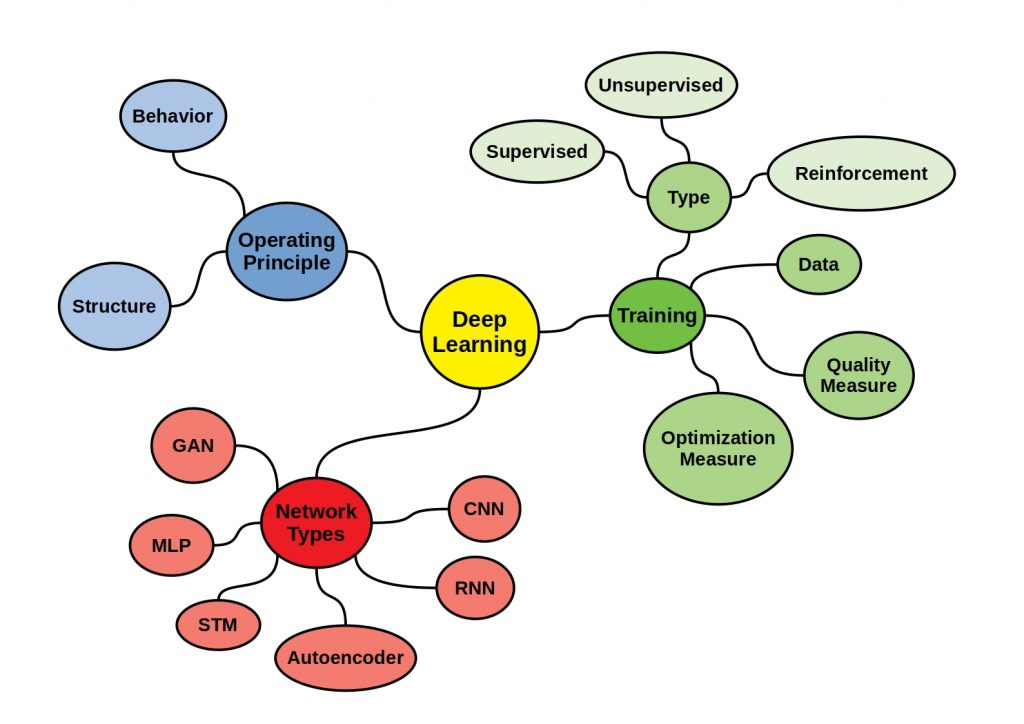 Unsupervised
Behavior
Supervised
Reinforcement
Type
Operating
Principle
Data
Structure
Deep
Learning
Training
Quality
Measure
Optimization
Measure
GAN
Network
Types
CNN
MLP
RNN
STM
Autoencoder